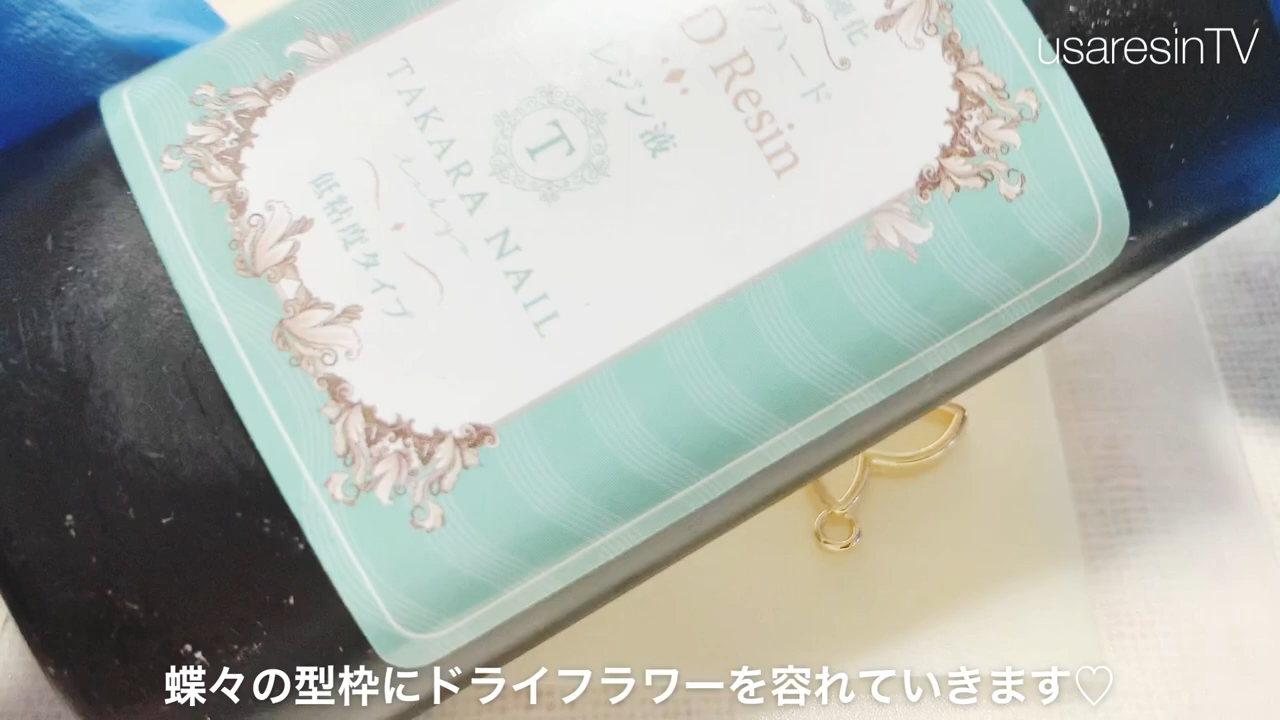 usaresinTV
硬化
アハード
D Resin
レジン液
T
TAKARA NAIL
低粘度タイプ
蝶々の型枠にドライフラワーを容れていきます♡